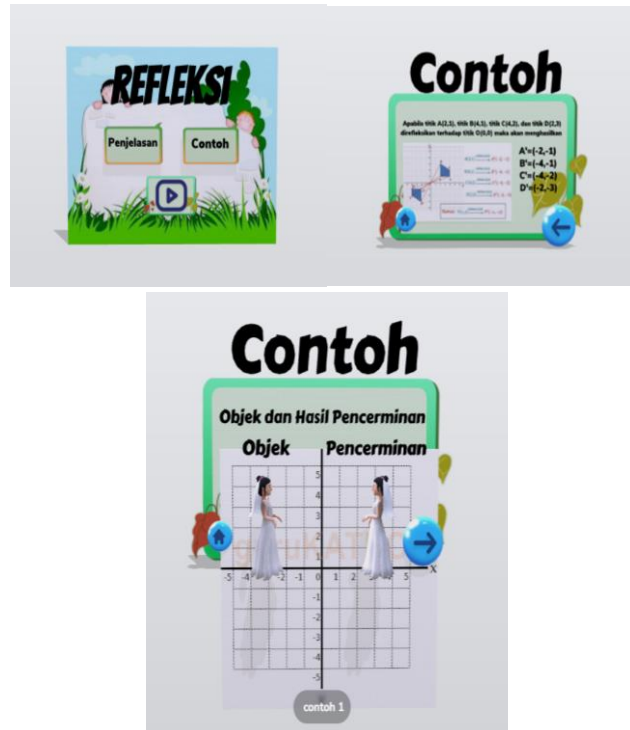 REFLEKSI
Penjelasan
Contoh
Contoh
Apabila titik A(2,1), titik B(4,1), titik C(4,2), dan titik D(2,3)
direfleksikan terhadap titik O(0,0) maka akan menghasilkan
A'=(-2,-1)
B'=(-4,-1)
C'=(-4,-2)
D'=(-2,-3)
Contoh
Objek dan Hasil Pencerminan
Objek Pencerminan
5
4
3
2
1
-5 -4 -2 -1 0 1 2 3 5 X
-1
-2
-3
-4
-5
contoh 1